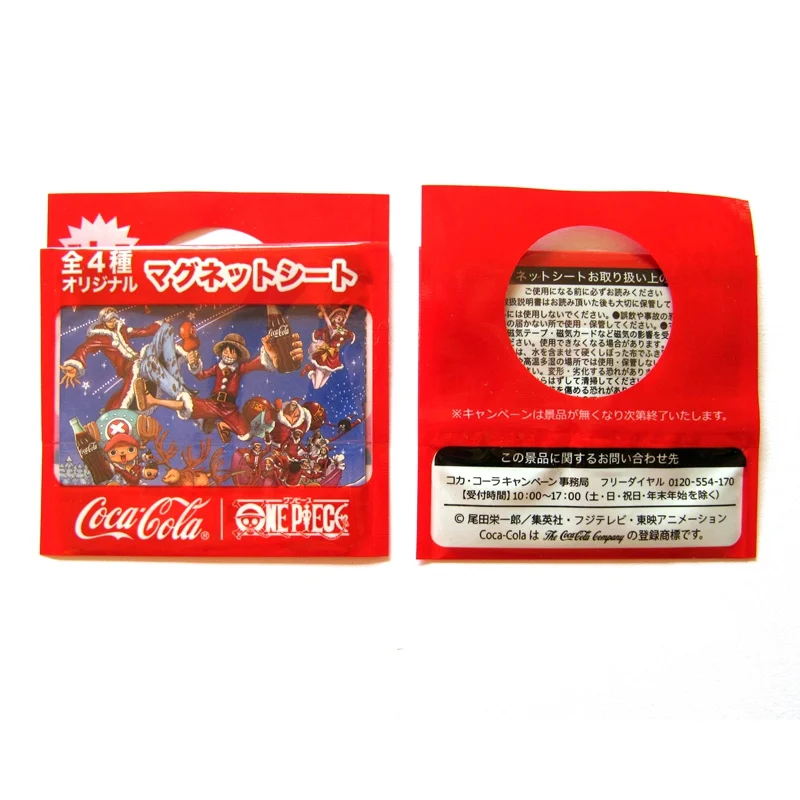 全4種
オリジナル マグネットシート
Coca-Cola
Coca-Cola
Coca-Cola® ワンピース ONE PIECE
ネットシートお取り扱い上の
ご使用になる前に必ずお読みください
取扱説明書はお読み頂いた後も大切に保管して
には使用しないでください。●誤飲や事故の
の届かない所で使用・保管してください。
磁気テープ・磁気カードなど磁気の影響を受
使用できなくなる場合があります。
は、水を含ませて硬くしぼった布でふ
高温多湿の場所では使用・保管しない
い。変形・劣化する恐れがあり
らはずして清掃してくださ
を傷める恐れがあり
※キャンペーンは景品が無くなり次第終了いたします。
この景品に関するお問い合わせ先
コカ・コーラ キャンペーン事務局 フリーダイヤル 0120-554-170
【受付時間】10:00〜17:00（土・日・祝日・年末年始を除く）
© 尾田栄一郎／集英社・フジテレビ・東映アニメーション
Coca-Cola は The Coca-Cola Company の登録商標です。